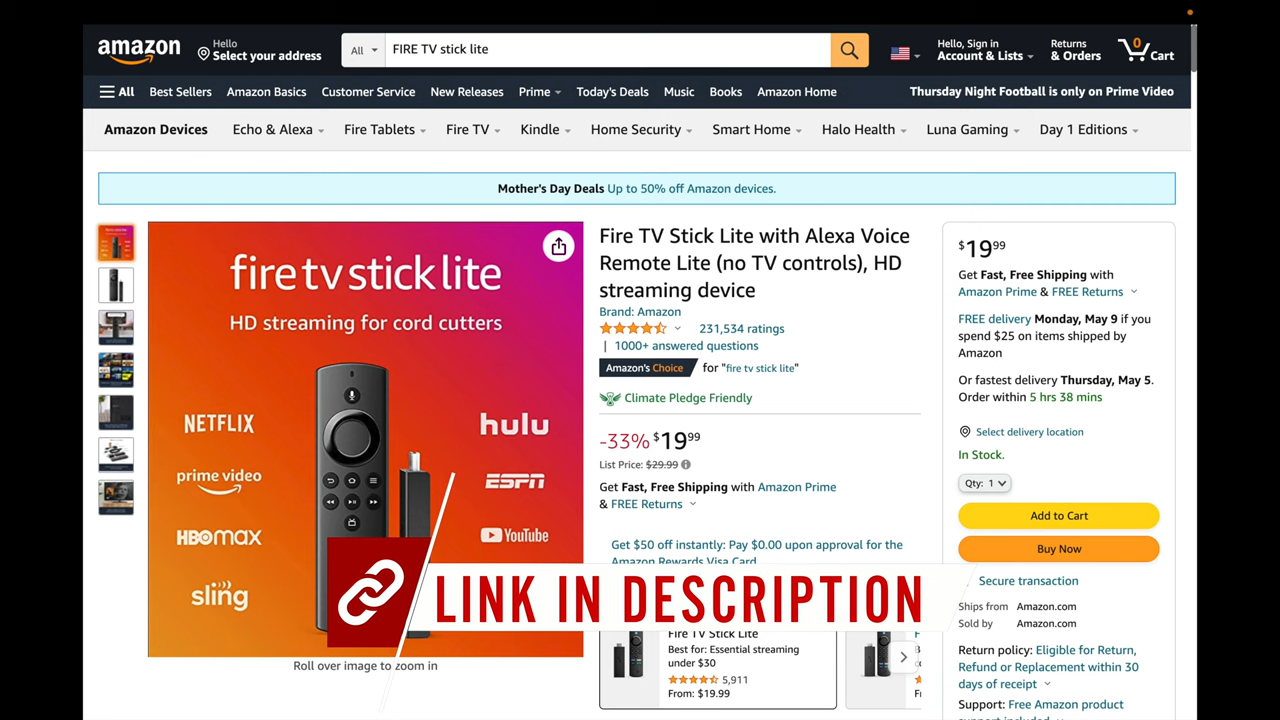 amazon
Hello
Select your address
All
FIRE TV stick lite
Hello, Sign in
Account & Lists
Returns
& Orders
0
Cart
All
Best Sellers
Amazon Basics
Customer Service
New Releases
Prime
Today's Deals
Music
Books
Amazon Home
Thursday Night Football is only on Prime Video
Amazon Devices
Echo & Alexa
Fire Tablets
Fire TV
Kindle
Home Security
Smart Home
Halo Health
Luna Gaming
Day 1 Editions
Mother's Day Deals Up to 50% off Amazon devices.
fire tv stick lite
HD streaming for cord cutters
NETFLIX
hulu
prime video
ESPN
HBOMAX
YouTube
sling
Roll over image to zoom in
Fire TV Stick Lite with Alexa Voice
Remote Lite (no TV controls), HD
streaming device
Brand: Amazon
231,534 ratings
| 1000+ answered questions
Amazon's Choice for "fire tv stick lite"
Climate Pledge Friendly
-33% $19.99
List Price: $29.99
Get Fast, Free Shipping with Amazon Prime
& FREE Returns
Get $50 off instantly: Pay $0.00 upon approval for the
Amazon Rewards Visa Card
LINK IN DESCRIPTION
Fire TV Stick Lite
Best for: Essential streaming
under $30
5,911
From: $19.99
$19.99
Get Fast, Free Shipping with
Amazon Prime & FREE Returns
FREE delivery Monday, May 9 if you
spend $25 on items shipped by
Amazon
Or fastest delivery Thursday, May 5.
Order within 5 hrs 38 mins
Select delivery location
In Stock.
Qty: 1
Add to Cart
Buy Now
Secure transaction
Ships from Amazon.com
Sold by Amazon.com
Return policy: Eligible for Return,
Refund or Replacement within 30
days of receipt
Support: Free Amazon product